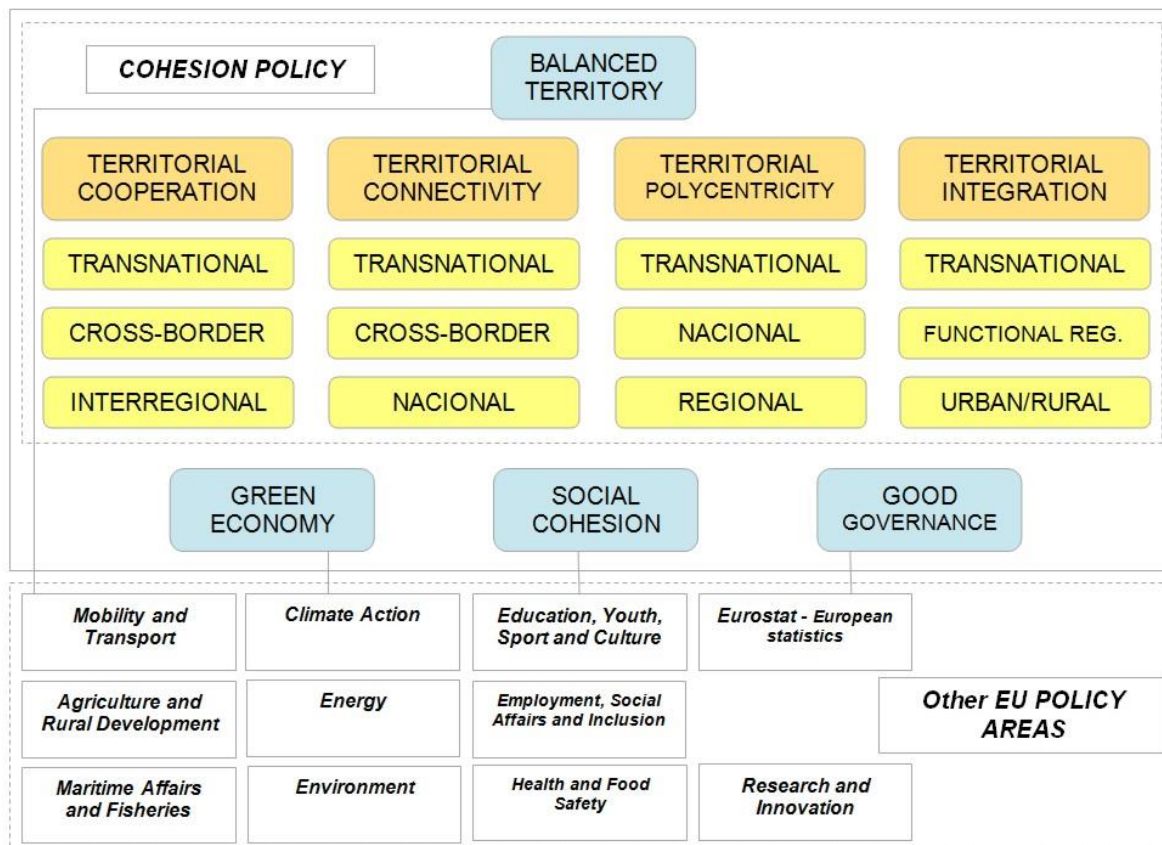 COHESION POLICY
BALANCED
TERRITORY
TERRITORIAL
COOPERATION
TERRITORIAL
CONNECTIVITY
TERRITORIAL
POLYCENTRICITY
TERRITORIAL
INTEGRATION
TRANSNATIONAL
TRANSNATIONAL
TRANSNATIONAL
TRANSNATIONAL
CROSS-BORDER
CROSS-BORDER
NACIONAL
FUNCTIONAL REG.
INTERREGIONAL
NACIONAL
REGIONAL
URBAN/RURAL
GREEN
ECONOMY
SOCIAL
COHESION
GOOD
GOVERNANCE
Mobility and
Transport
Climate Action
Education, Youth,
Sport and Culture
Eurostat - European
statistics
Agriculture and
Rural Development
Energy
Employment, Social
Affairs and Inclusion
Other EU POLICY
AREAS
Maritime Affairs
and Fisheries
Environment
Health and Food
Safety
Research and
Innovation